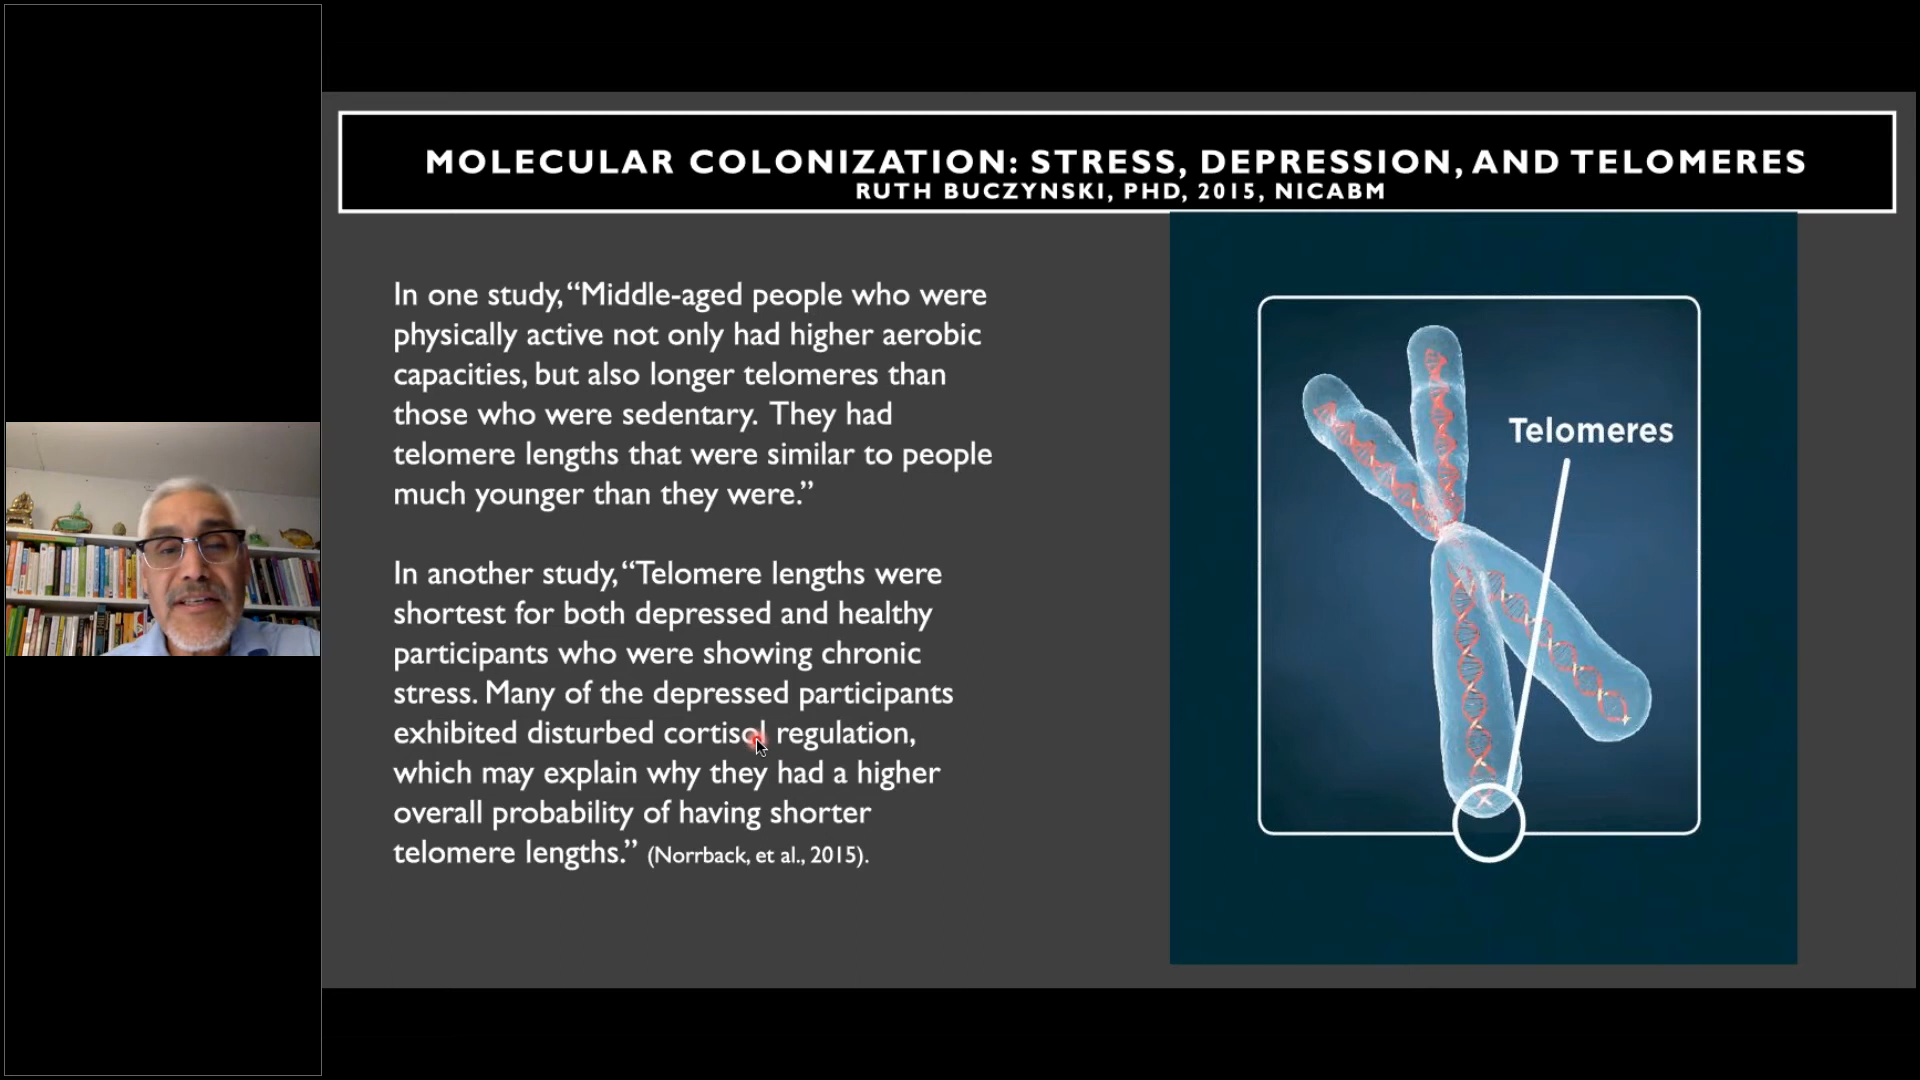 MOLECULAR COLONIZATION: STRESS, DEPRESSION, AND TELOMERES
RUTH BUCZYNSKI, PHD, 2015, NICABM
In one study, “Middle-aged people who were
physically active not only had higher aerobic
capacities, but also longer telomeres than
those who were sedentary. They had
telomere lengths that were similar to people
much younger than they were.”
In another study, “Telomere lengths were
shortest for both depressed and healthy
participants who were showing chronic
stress. Many of the depressed participants
exhibited disturbed cortisol regulation,
which may explain why they had a higher
overall probability of having shorter
telomere lengths.” (Norrback, et al., 2015).
Telomeres